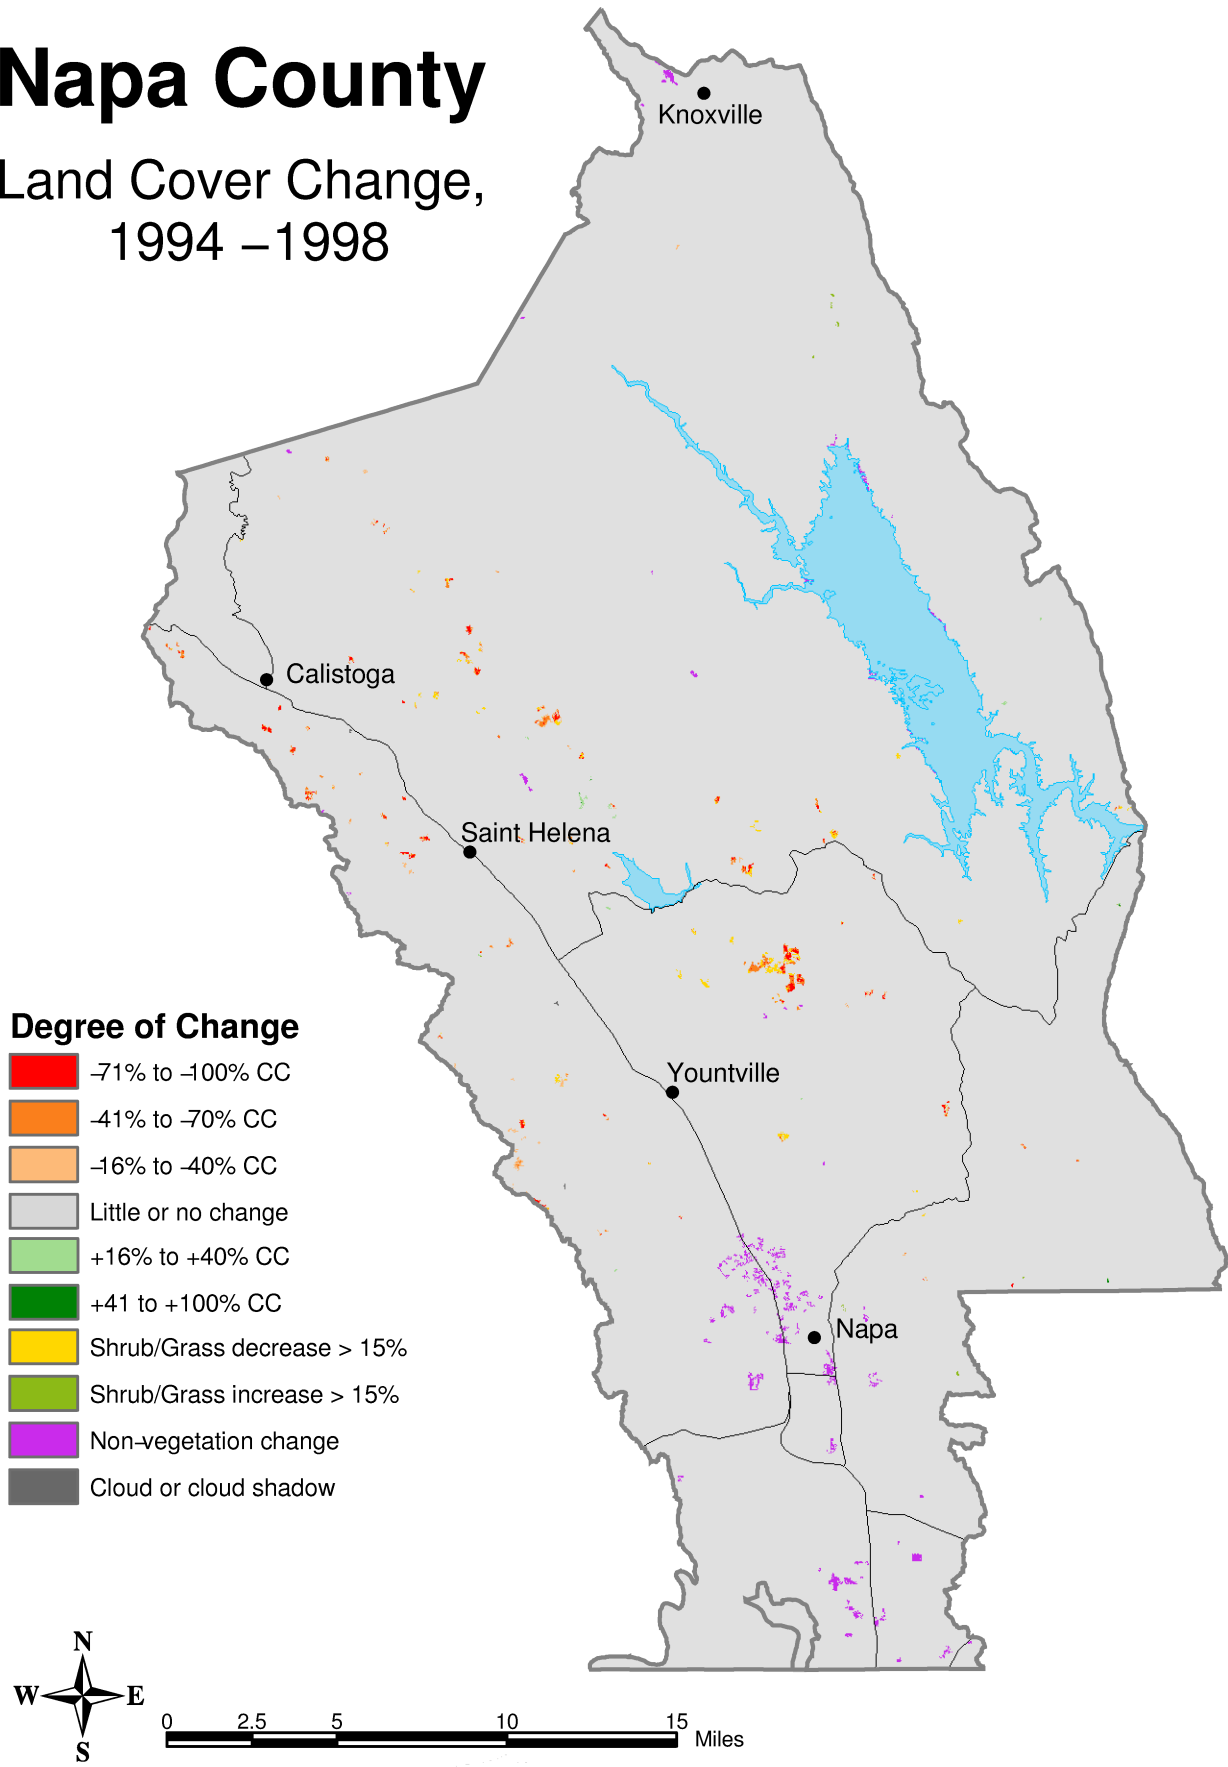 Napa County
Land Cover Change,
1994 –1998
Knoxville
Calistoga
Saint Helena
Yountville
Napa
Degree of Change
–71% to –100% CC
–41% to –70% CC
–16% to –40% CC
Little or no change
+16% to +40% CC
+41 to +100% CC
Shrub/Grass decrease > 15%
Shrub/Grass increase > 15%
Non–vegetation change
Cloud or cloud shadow
N
W E
S
0 2.5 5 10 15
Miles